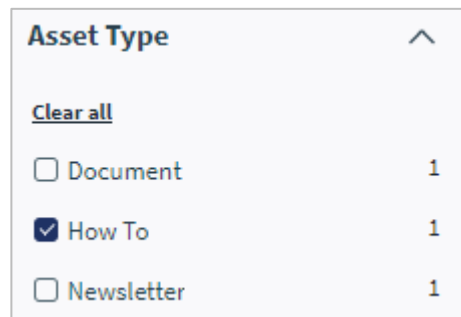 Asset Type
Clear all
Document 1
How To 1
Newsletter 1